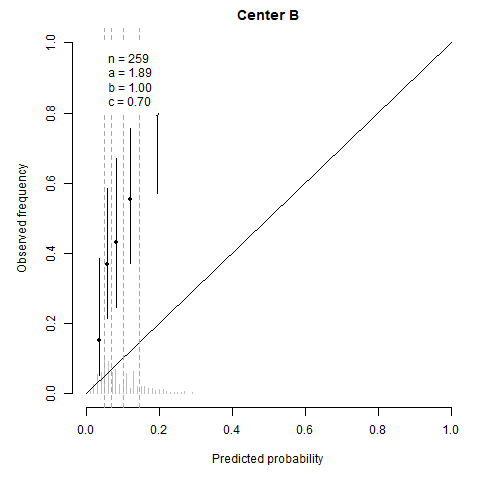 Center B
n = 259
a = 1.89
b = 1.00
c = 0.70
Observed frequency
1.0
0.8
0.6
0.4
0.2
0.0
0.0 0.2 0.4 0.6 0.8 1.0
Predicted probability